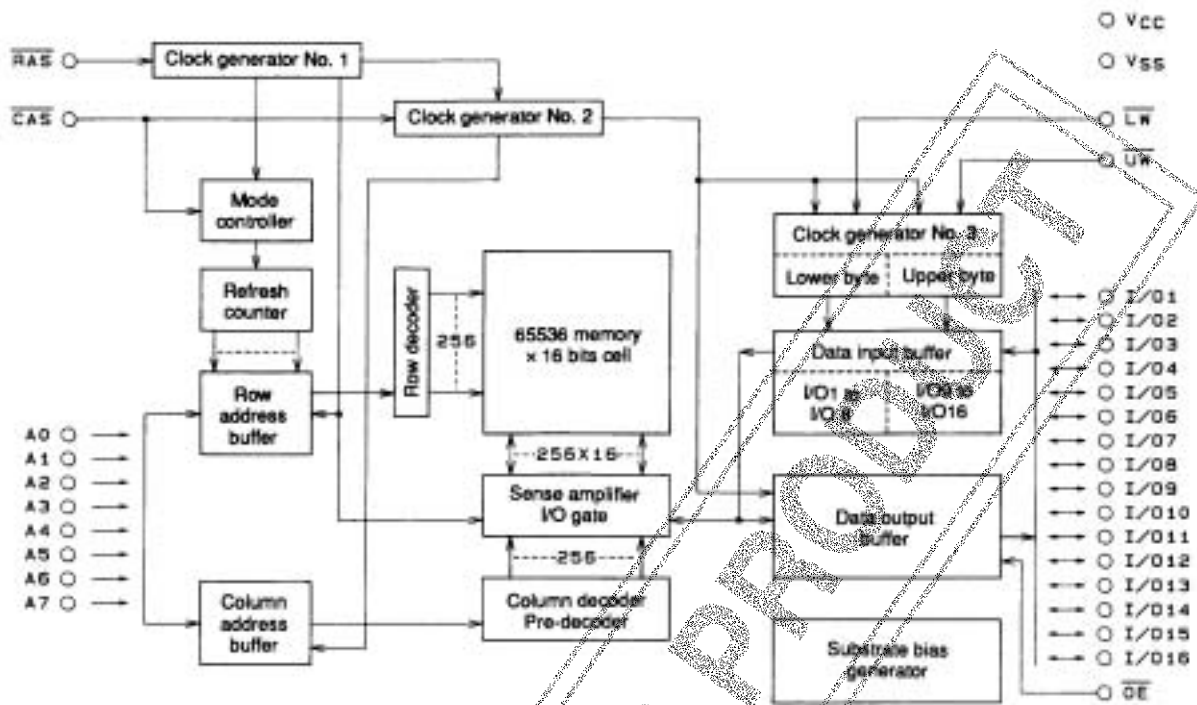 VCC
RAS
Clock generator No. 1
VSS
CAS
Clock generator No. 2
LW
UW
Mode
controller
Clock generator No. 3
Lower byte
Upper byte
Refresh
counter
Row decoder
256
65536 memory
× 16 bits cell
Data input buffer
I/O1 to
I/O 8
I/O9 to
I/O16
Row
address
buffer
256X16
A0
A1
A2
A3
A4
A5
A6
A7
Sense amplifier
I/O gate
256
Data output
buffer
Column
address
buffer
Column decoder
Pre-decoder
Substrate bias
generator
I/O1
I/O2
I/O3
I/O4
I/O5
I/O6
I/O7
I/O8
I/O9
I/O10
I/O11
I/O12
I/O13
I/O14
I/O15
I/O16
OE
PRODUCT